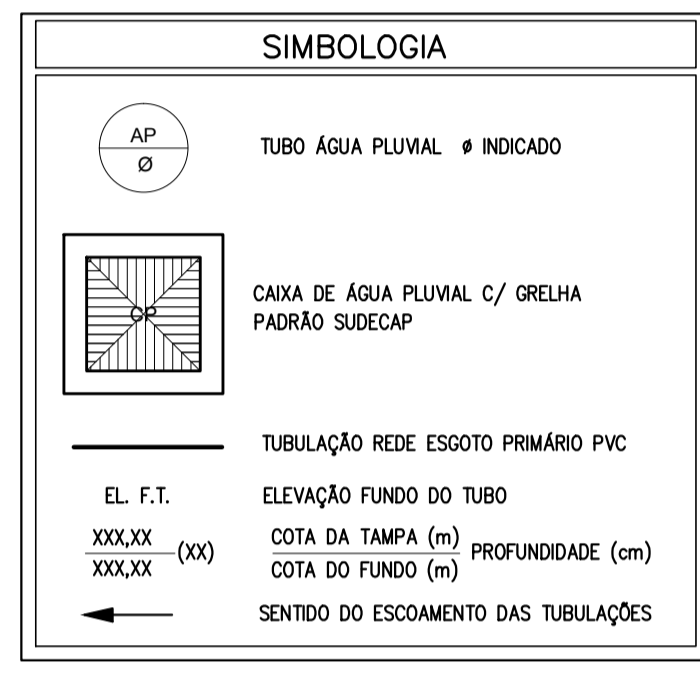 SIMBOLOGIA
AP
Ø
TUBO ÁGUA PLUVIAL Ø INDICADO
CP
CAIXA DE ÁGUA PLUVIAL C/ GRELHA
PADRÃO SUDECAP
TUBULAÇÃO REDE ESGOTO PRIMÁRIO PVC
EL. F.T. ELEVAÇÃO FUNDO DO TUBO
XXX,XX
XXX,XX
(XX)
COTA DA TAMPA (m)
COTA DO FUNDO (m)
PROFUNDIDADE (cm)
SENTIDO DO ESCOAMENTO DAS TUBULAÇÕES